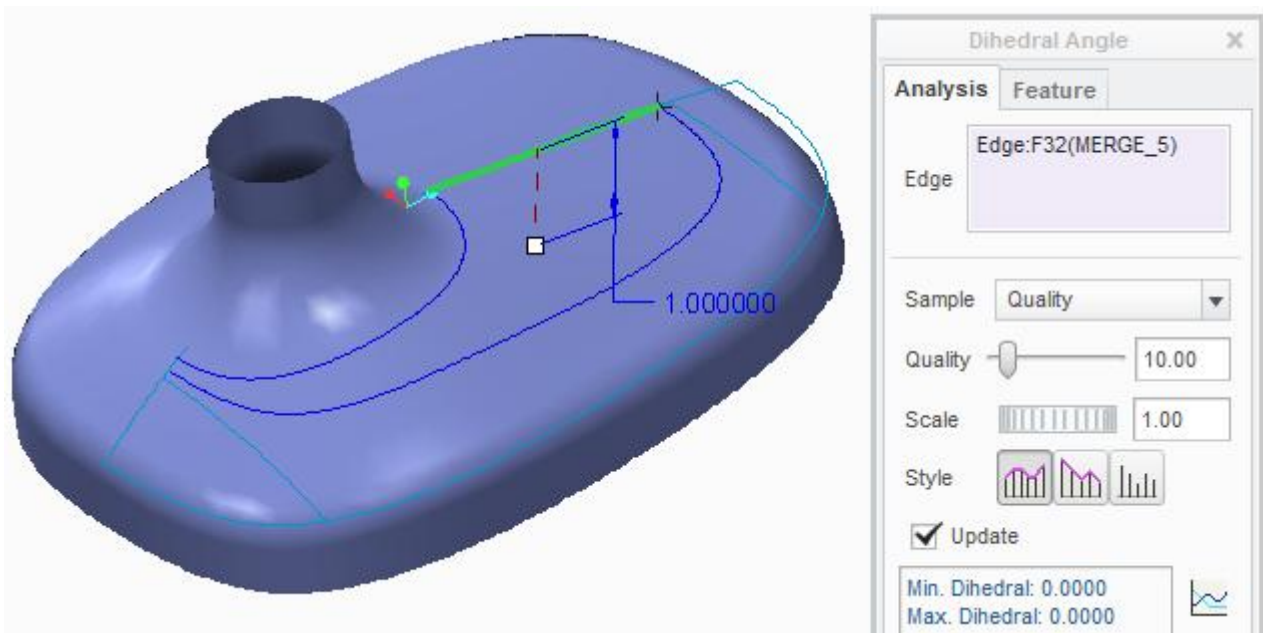 Dihedral Angle
Analysis Feature
Edge:F32(MERGE_5)
Edge
Sample Quality
Quality 10.00
Scale 1.00
Style
Update
Min. Dihedral: 0.0000
Max. Dihedral: 0.0000
1.000000